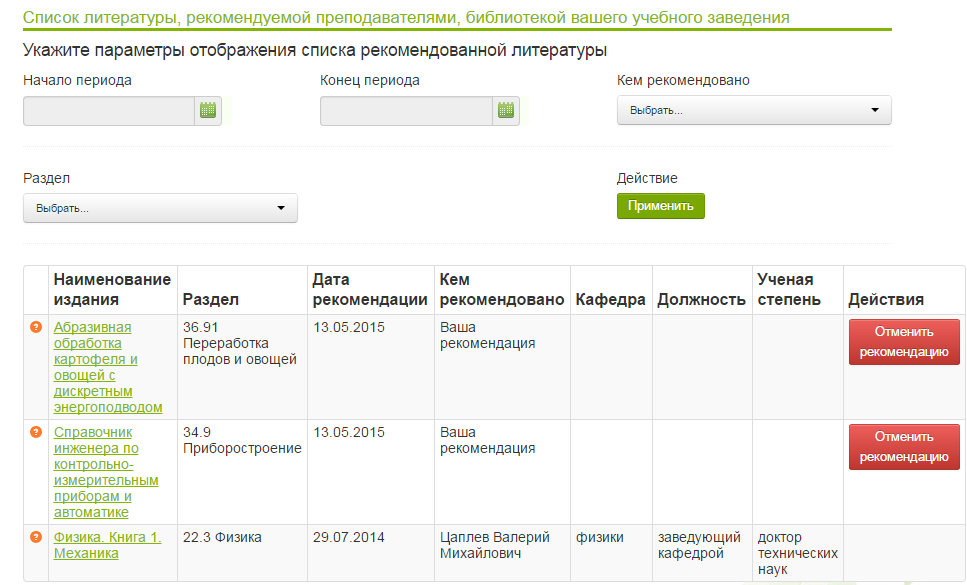 Список литературы, рекомендуемой преподавателями, библиотекой вашего учебного заведения
Укажите параметры отображения списка рекомендованной литературы
Начало периода
Конец периода
Кем рекомендовано
Выбрать...
Раздел
Действие
Выбрать...
Применить
Наименование
издания
Раздел
Дата
рекомендации
Кем
рекомендовано
Кафедра
Должность
Ученая
степень
Действия
?
Абразивная
обработка
картофеля и
овощей с
дискретным
энергоподводом
36.91
Переработка
плодов и овощей
13.05.2015
Ваша
рекомендация
Отменить
рекомендацию
?
Справочник
инженера по
контрольно-
измерительным
приборам и
автоматике
34.9
Приборостроение
13.05.2015
Ваша
рекомендация
Отменить
рекомендацию
?
Физика. Книга 1.
Механика
22.3 Физика
29.07.2014
Цаплев Валерий
Михайлович
физики
заведующий
кафедрой
доктор
технических
наук